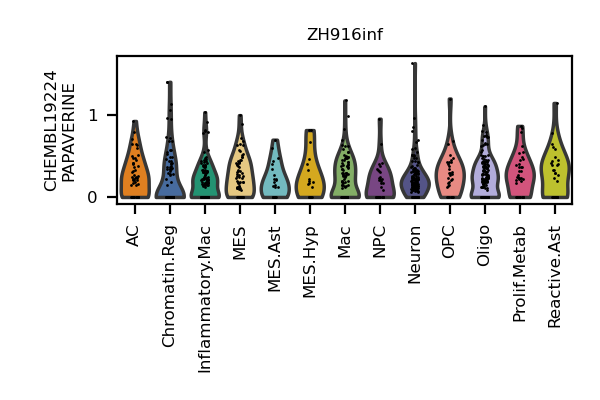 ZH916inf
CHEMBL19224
PAPAVERINE
1
0
AC
Chromatin.Reg
Inflammatory.Mac
MES
MES.Ast
MES.Hyp
Mac
NPC
Neuron
OPC
Oligo
Prolif.Metab
Reactive.Ast